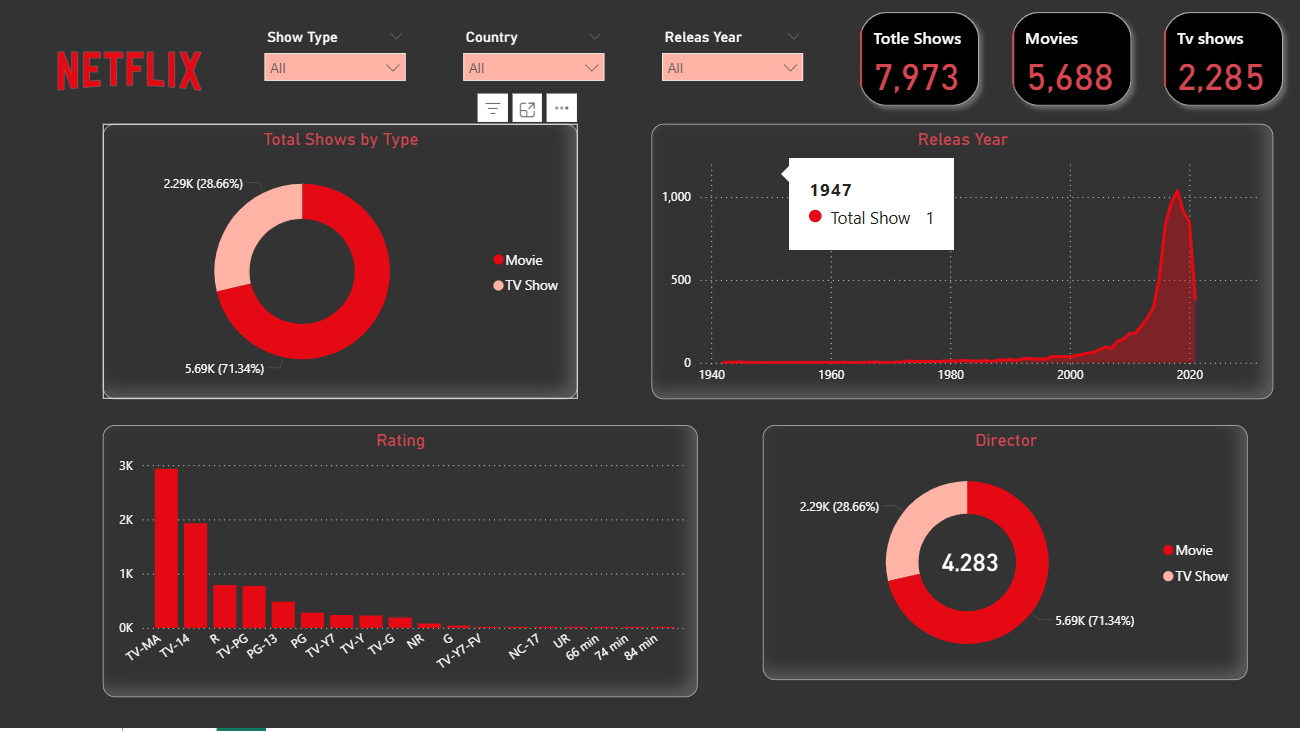 NETFLIX
Show Type
All
Country
All
Releas Year
All
Totle Shows
7,973
Movies
5,688
Tv shows
2,285
Total Shows by Type
2.29K (28.66%)
5.69K (71.34%)
Movie
TV Show
Releas Year
1,000
500
0
1940
1960
1980
2000
2020
1947
Total Show 1
Rating
3K
2K
1K
0K
TV-MA
TV-14
R
TV-PG
PG-13
PG
TV-Y7
TV-Y
TV-G
NR
G
TV-Y7-FV
NC-17
UR
66 min
74 min
84 min
Director
2.29K (28.66%)
4,283
5.69K (71.34%)
Movie
TV Show